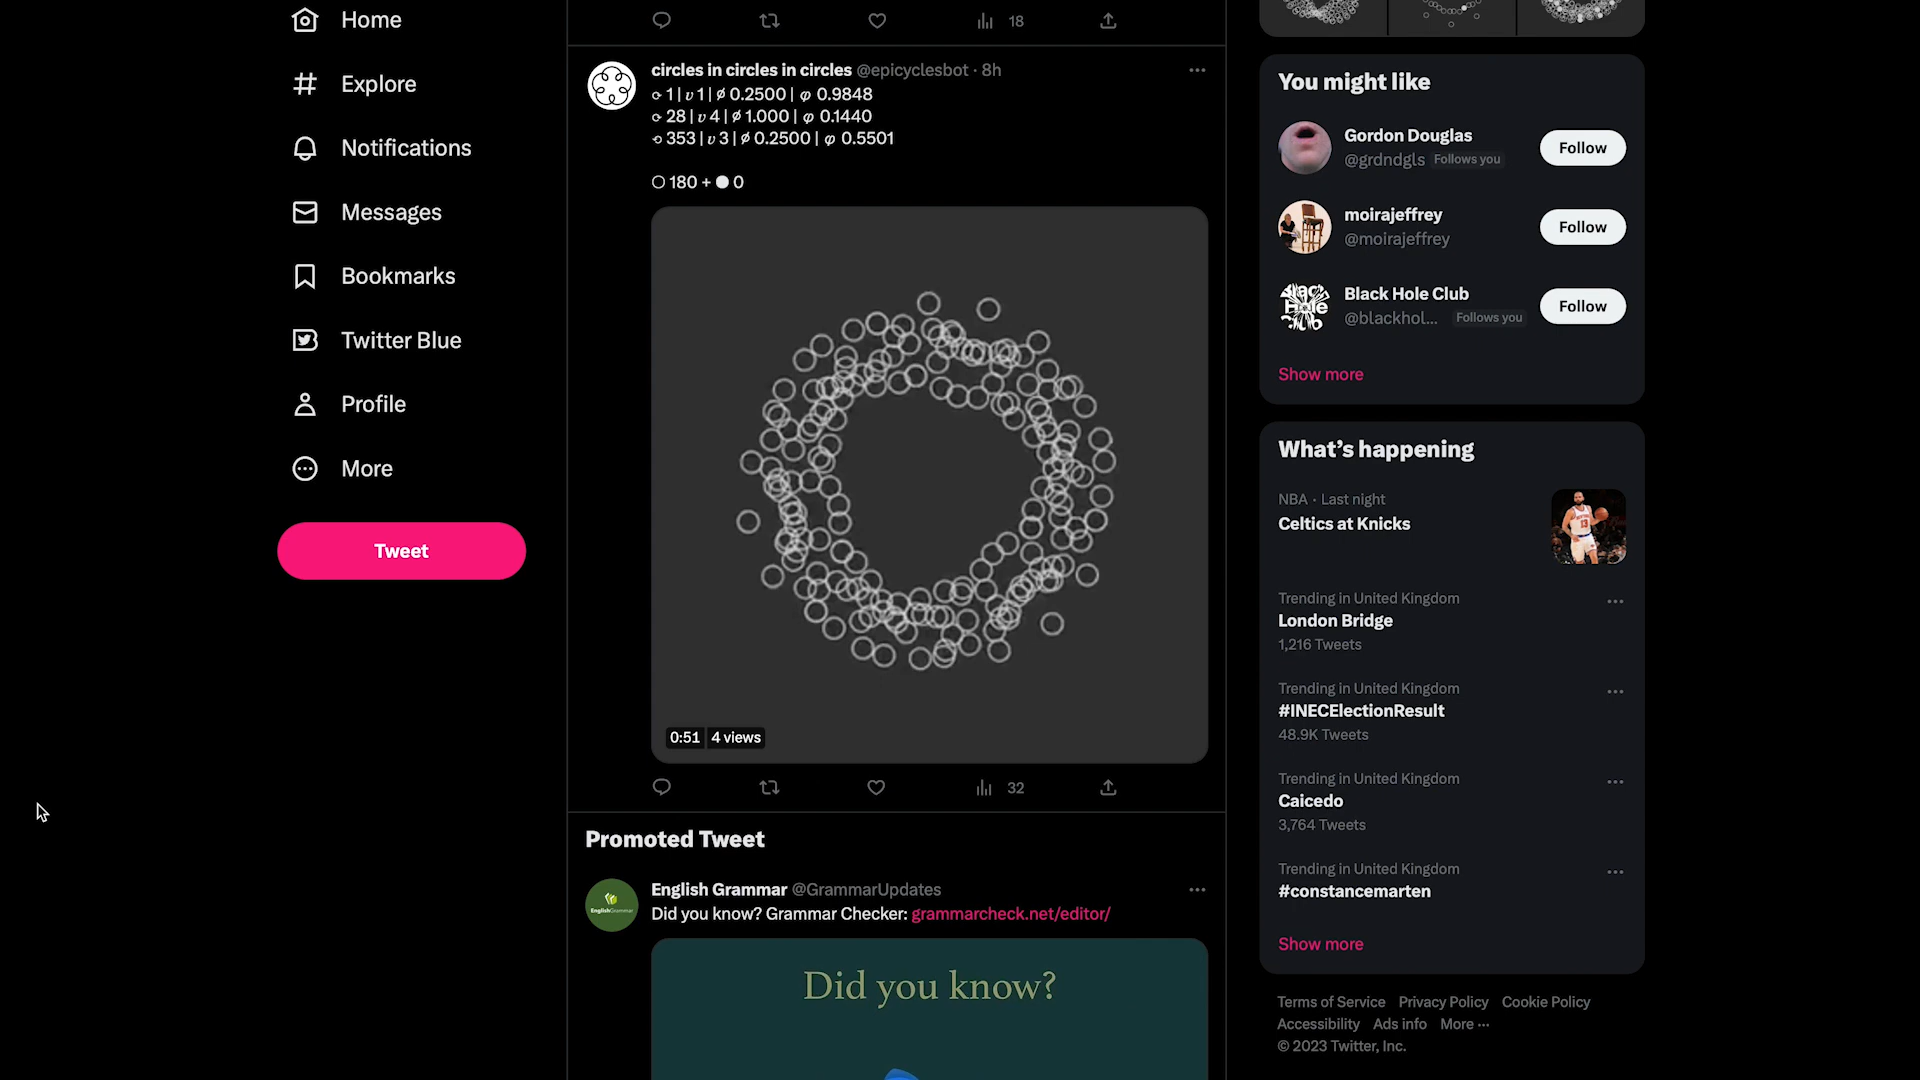 Home
Explore
Notifications
Messages
Bookmarks
Twitter Blue
Profile
More
Tweet
18
circles in circles in circles @epicyclesbot · 8h
⟳ 1 | 𝜐 1 | ∅ 0.2500 | φ 0.9848
⟳ 28 | 𝜐 4 | ∅ 1.000 | φ 0.1440
⟲ 353 | 𝜐 3 | ∅ 0.2500 | φ 0.5501
○ 180 + ● 0
0:51 4 views
32
Promoted Tweet
English Grammar @GrammarUpdates
Did you know? Grammar Checker: grammarcheck.net/editor/
Did you know?
You might like
Gordon Douglas
@grdndgls Follows you
Follow
moirajeffrey
@moirajeffrey
Follow
Black Hole Club
Black Hole Club
@blackhol... Follows you
Follow
Show more
What's happening
NBA · Last night
Celtics at Knicks
Trending in United Kingdom
London Bridge
1,216 Tweets
Trending in United Kingdom
#INECElectionResult
48.9K Tweets
Trending in United Kingdom
Caicedo
3,764 Tweets
Trending in United Kingdom
#constancemarten
Show more
Terms of Service Privacy Policy Cookie Policy
Accessibility Ads info More ···
© 2023 Twitter, Inc.